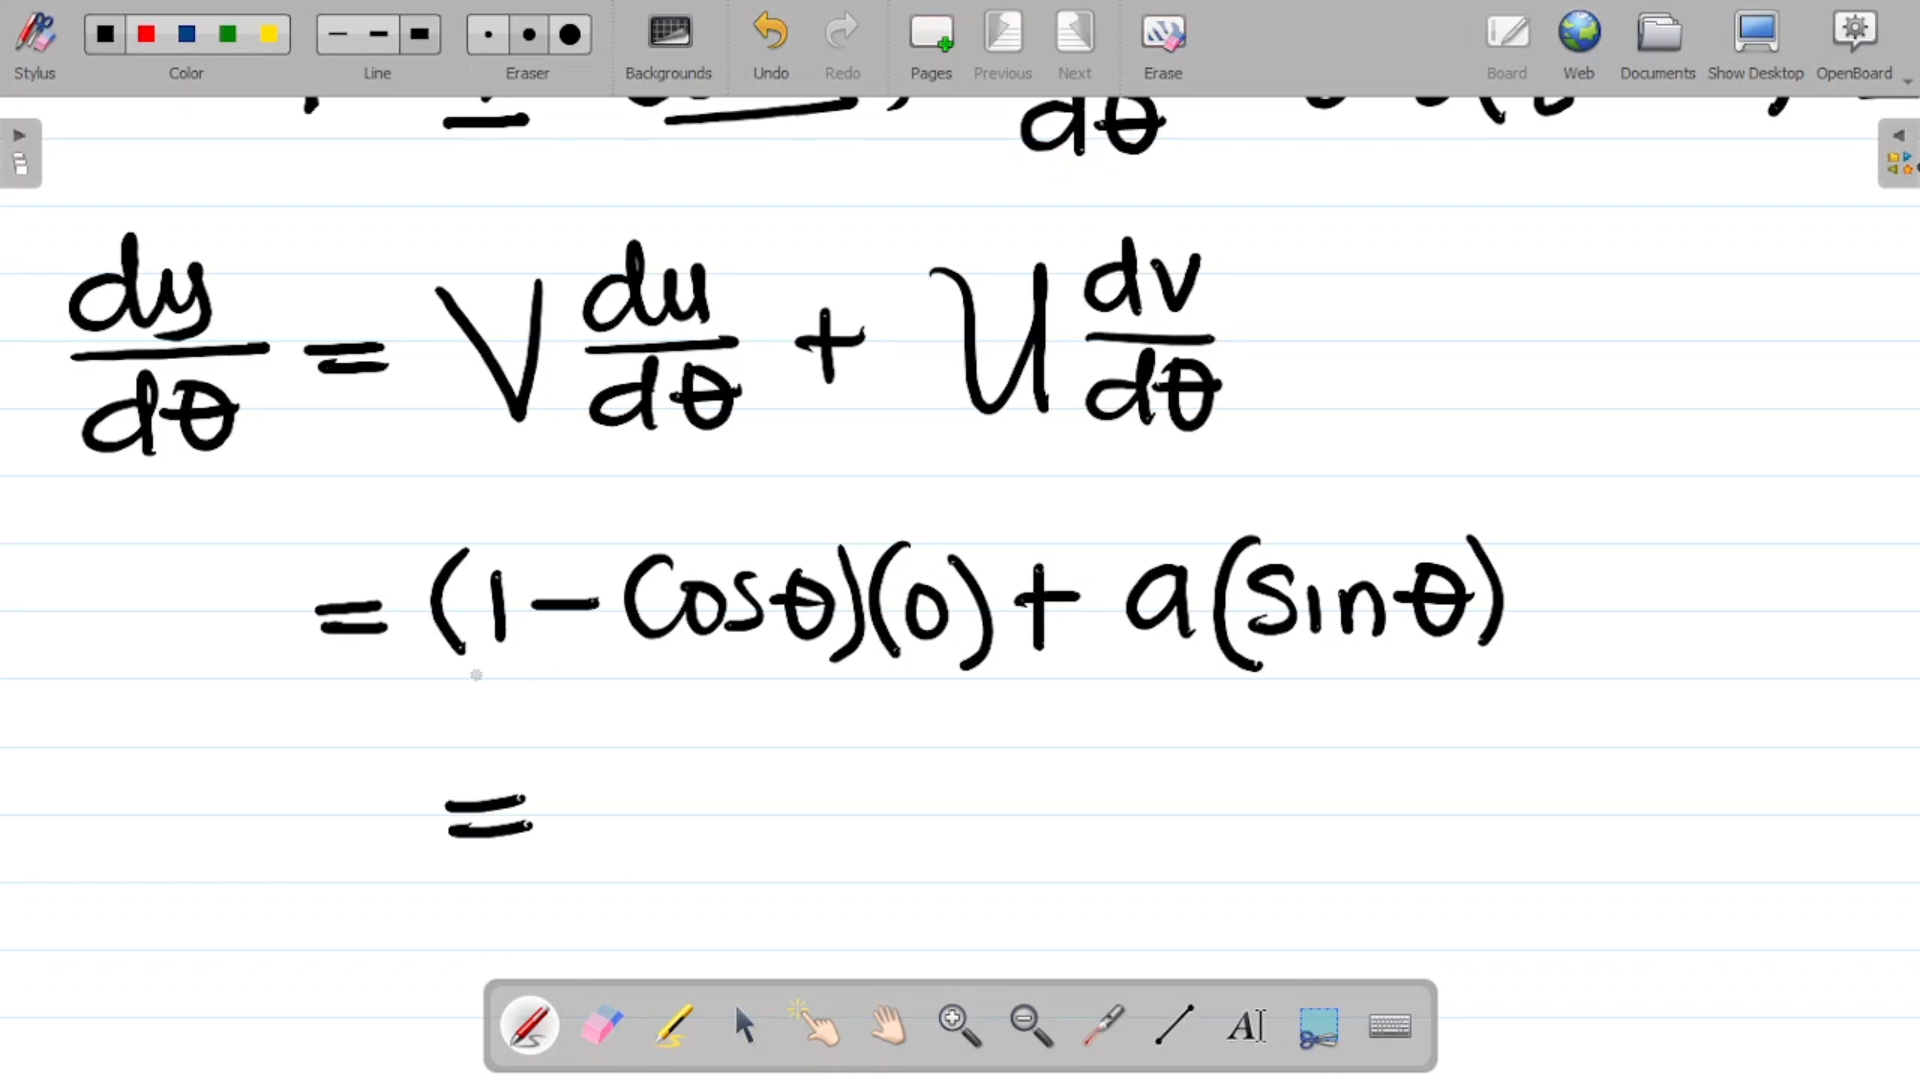 Stylus Color Line Eraser Backgrounds Undo Redo Pages Previous Next Erase Board Web Documents Show Desktop OpenBoard
dθ
dy/dθ = V du/dθ + U dv/dθ
= (1 - Cosθ)(0) + a(sinθ)
=